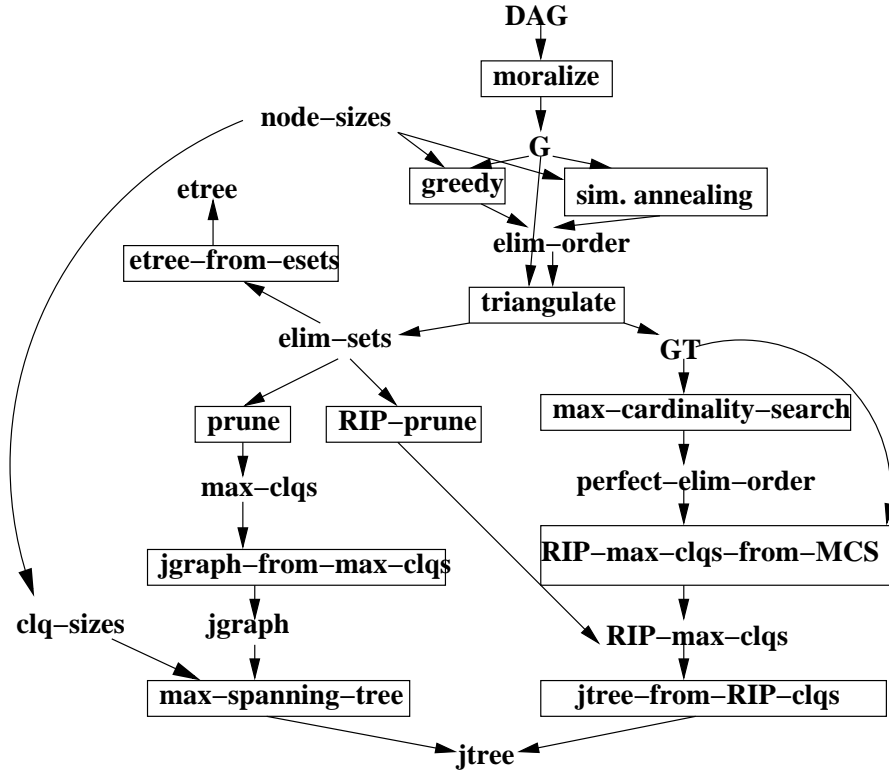 DAG
moralize
node−sizes
G
greedy
sim. annealing
etree
elim−order
etree−from−esets
triangulate
elim−sets
GT
prune
RIP−prune
max−cardinality−search
max−clqs
perfect−elim−order
jgraph−from−max−clqs
RIP−max−clqs−from−MCS
clq−sizes
jgraph
RIP−max−clqs
max−spanning−tree
jtree−from−RIP−clqs
jtree